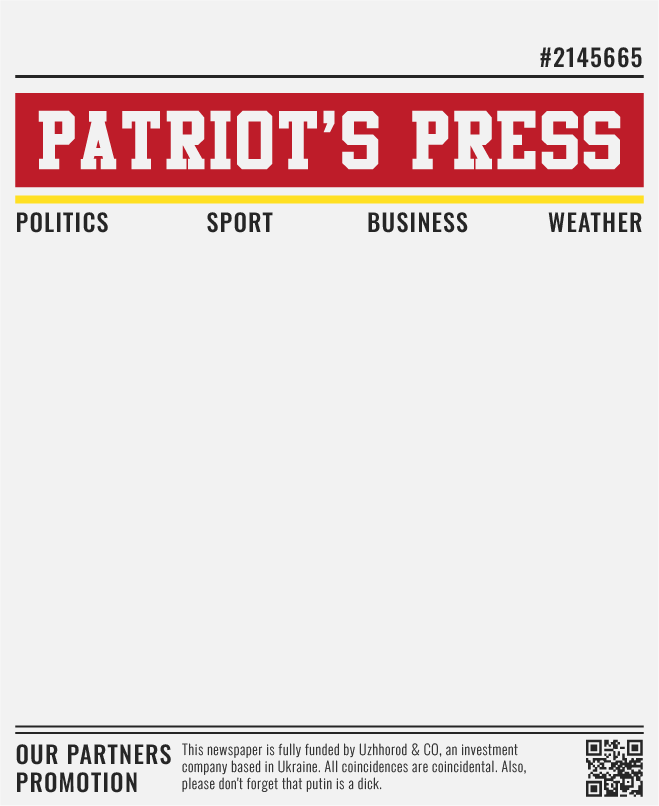 #2145665
PATRIOT'S PRESS
POLITICS SPORT BUSINESS WEATHER
OUR PARTNERS
PROMOTION
This newspaper is fully funded by Uzhhorod & CO, an investment
company based in Ukraine. All coincidences are coincidental. Also,
please don't forget that putin is a dick.